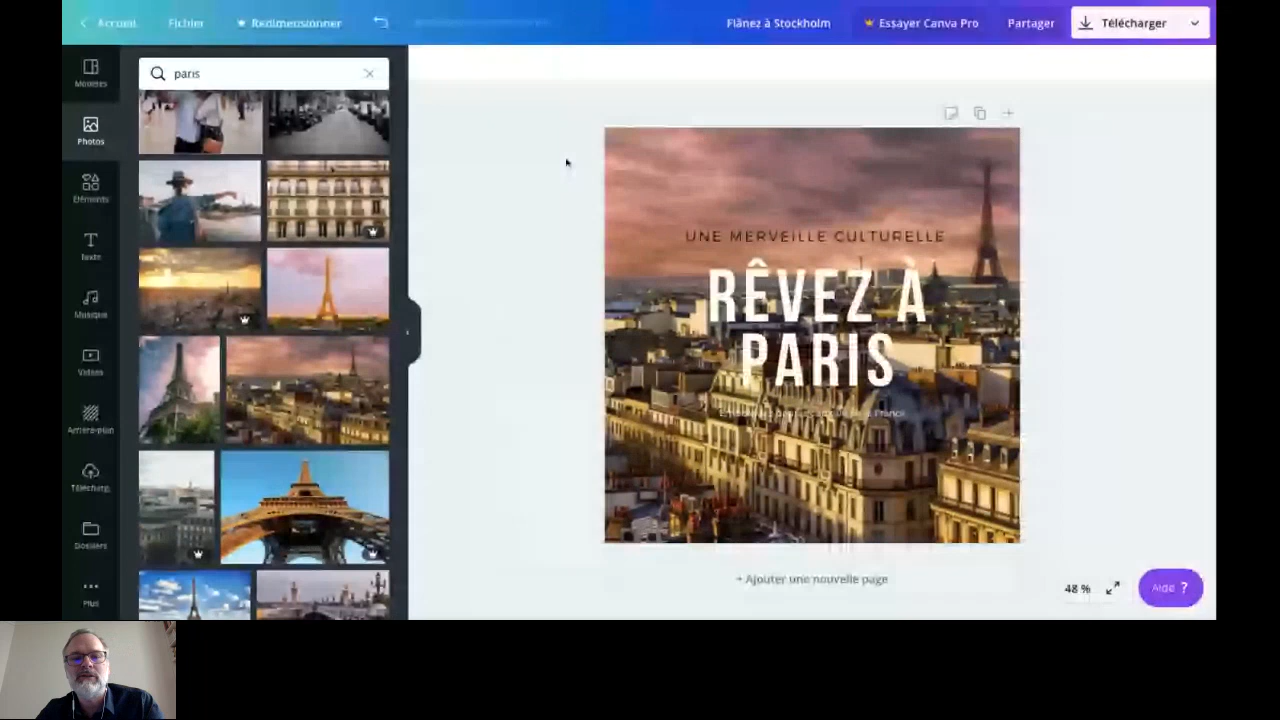 Accueil
Fichier
Redimensionner
Flânez à Stockholm
Essayer Canva Pro
Partager
Télécharger
Modèles
Photos
Éléments
Texte
Musique
Vidéos
Arrière-plan
Télécharg.
Dossiers
Plus
paris
UNE MERVEILLE CULTURELLE
RÊVEZ À
PARIS
+ Ajouter une nouvelle page
48 %
Aide ?